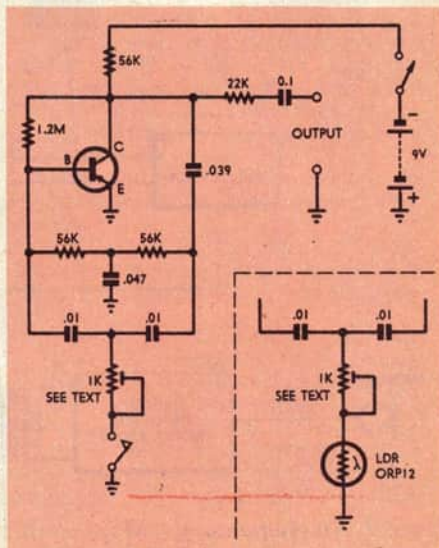 56K
1.2M
C
B
E
22K
0.1
OUTPUT
-
9V
+
.039
56K
56K
.047
.01
.01
1K
SEE TEXT
.01
.01
1K
SEE TEXT
λ
LDR
ORP12